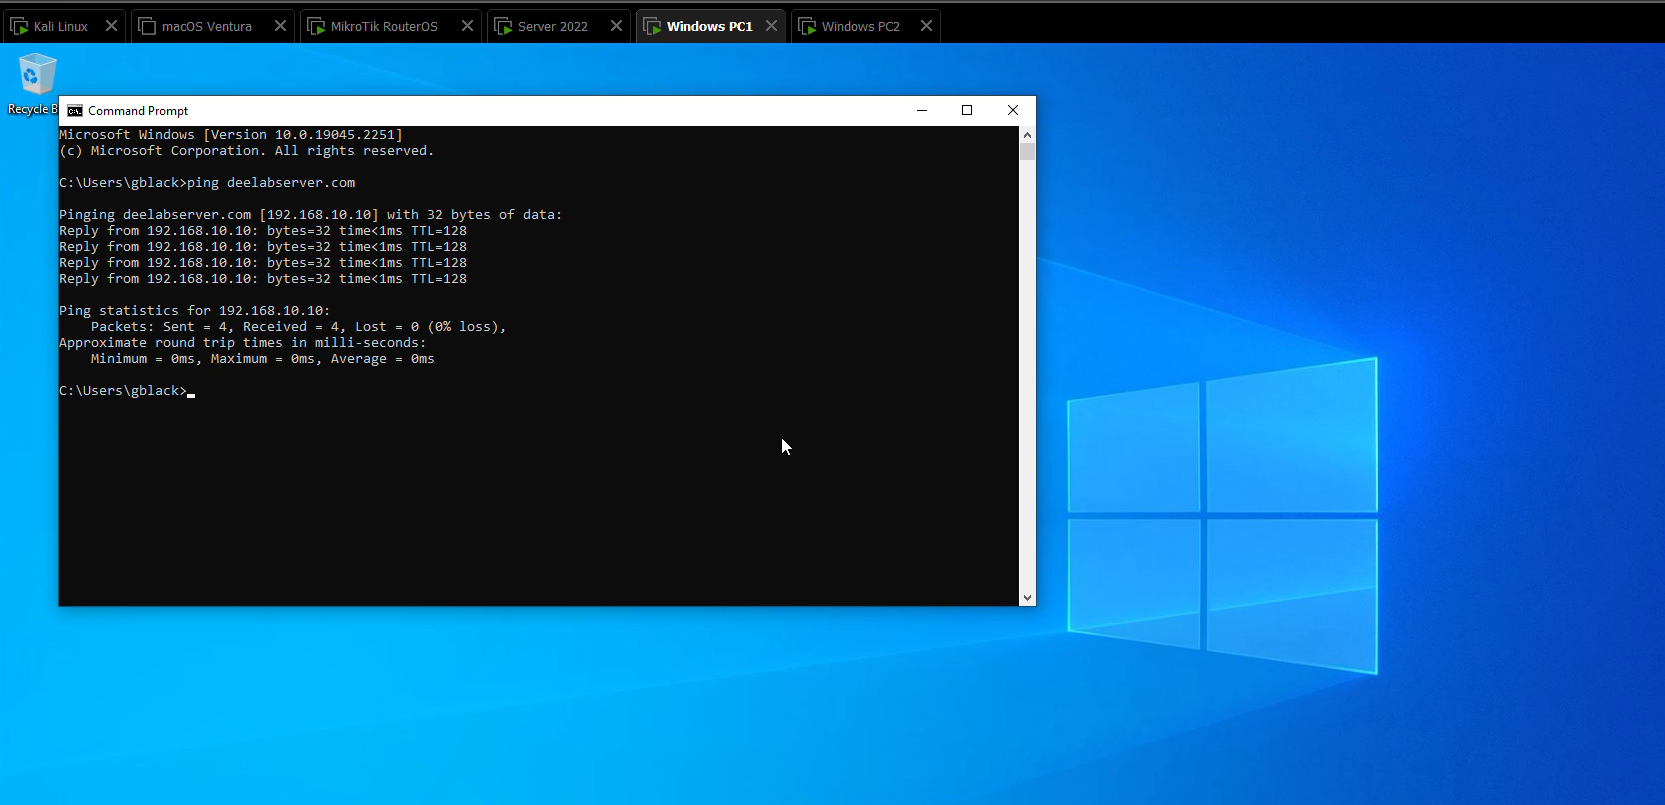 Kali Linux
macOS Ventura
MikroTik RouterOS
Server 2022
Windows PC1
Windows PC2
Recycle B
Command Prompt
Microsoft Windows [Version 10.0.19045.2251]
(c) Microsoft Corporation. All rights reserved.
C:\Users\gblack>ping deelabserver.com
Pinging deelabserver.com [192.168.10.10] with 32 bytes of data:
Reply from 192.168.10.10: bytes=32 time<1ms TTL=128
Reply from 192.168.10.10: bytes=32 time<1ms TTL=128
Reply from 192.168.10.10: bytes=32 time<1ms TTL=128
Reply from 192.168.10.10: bytes=32 time<1ms TTL=128
Ping statistics for 192.168.10.10:
    Packets: Sent = 4, Received = 4, Lost = 0 (0% loss),
Approximate round trip times in milli-seconds:
    Minimum = 0ms, Maximum = 0ms, Average = 0ms
C:\Users\gblack>